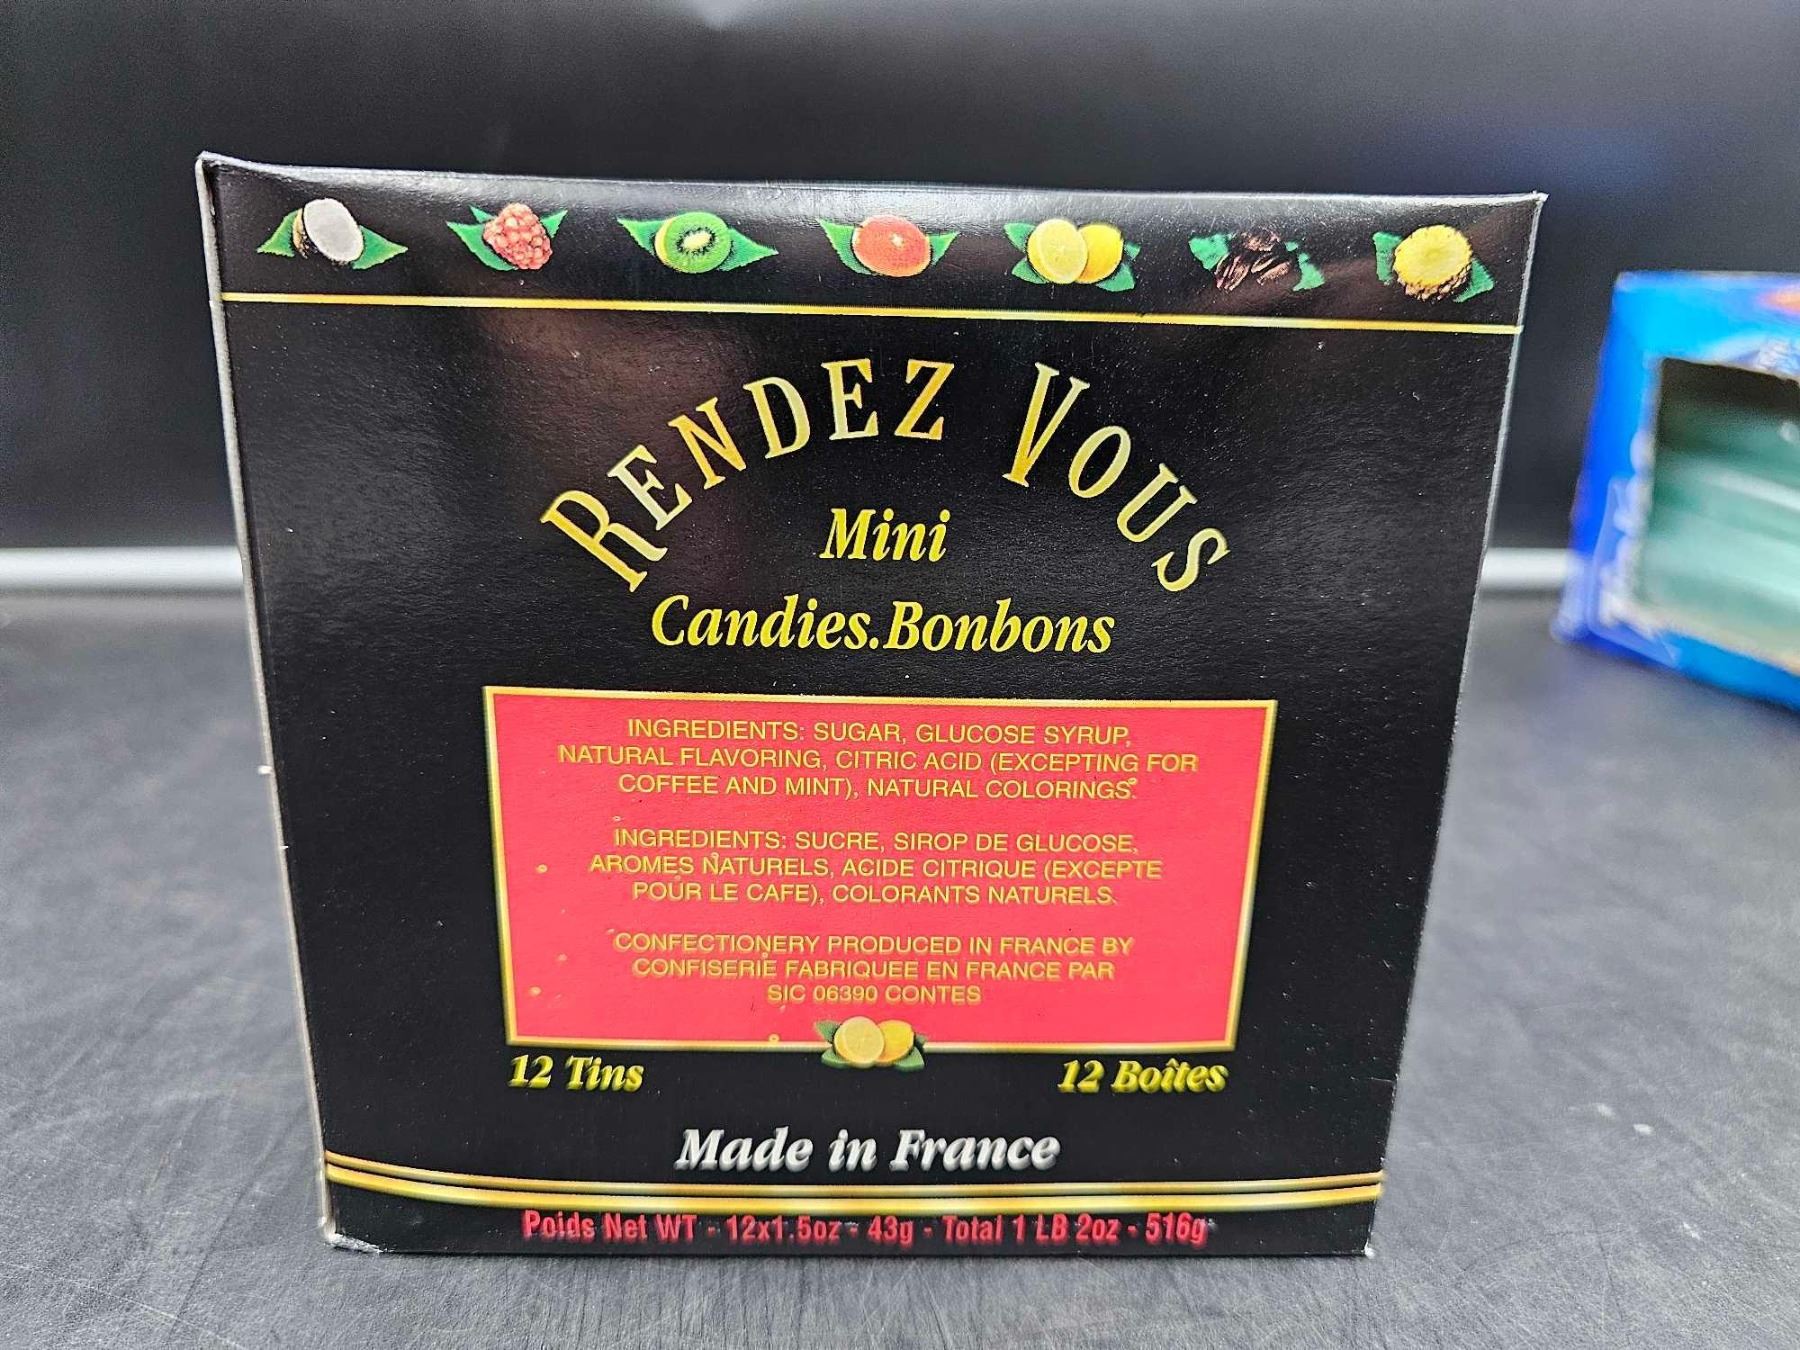 RENDEZ VOUS
Mini
Candies.Bonbons
INGREDIENTS: SUGAR, GLUCOSE SYRUP,
NATURAL FLAVORING, CITRIC ACID (EXCEPTING FOR
COFFEE AND MINT), NATURAL COLORINGS.
INGREDIENTS: SUCRE, SIROP DE GLUCOSE,
AROMES NATURELS, ACIDE CITRIQUE (EXCEPTE
POUR LE CAFE), COLORANTS NATURELS.
CONFECTIONERY PRODUCED IN FRANCE BY
CONFISERIE FABRIQUEE EN FRANCE PAR
SIC 06390 CONTES
12 Tins 12 Boîtes
Made in France
Poids Net WT - 12x1.5oz - 43g - Total 1 LB 2oz - 516g